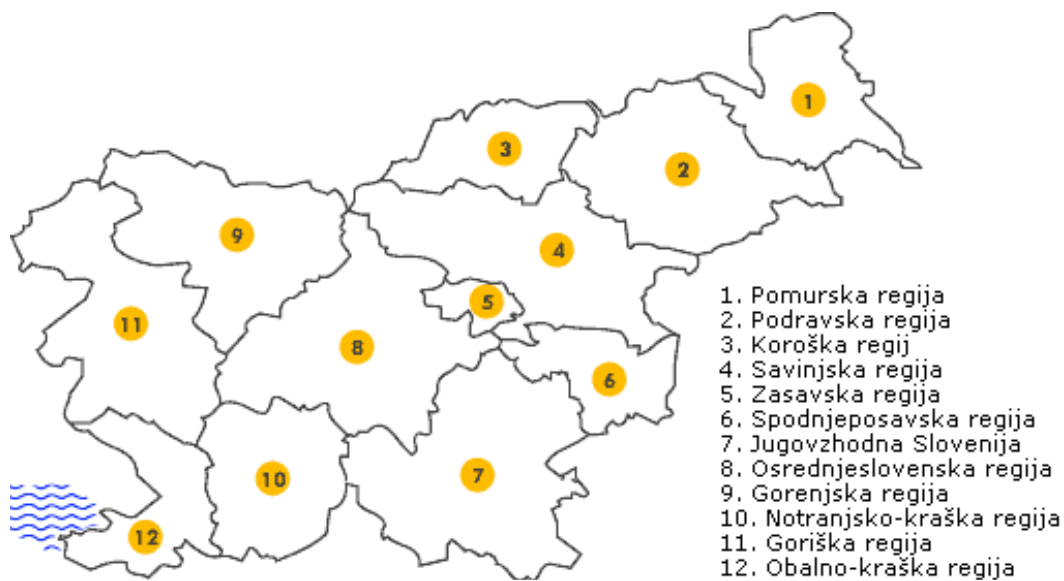 1
3
2
9
4
5
11
8
6
7
10
12
1. Pomurska regija
2. Podravska regija
3. Koroška regij
4. Savinjska regija
5. Zasavska regija
6. Spodnjeposavska regija
7. Jugovzhodna Slovenija
8. Osrednjeslovenska regija
9. Gorenjska regija
10. Notranjsko-kraška regija
11. Goriška regija
12. Obalno-kraška regija